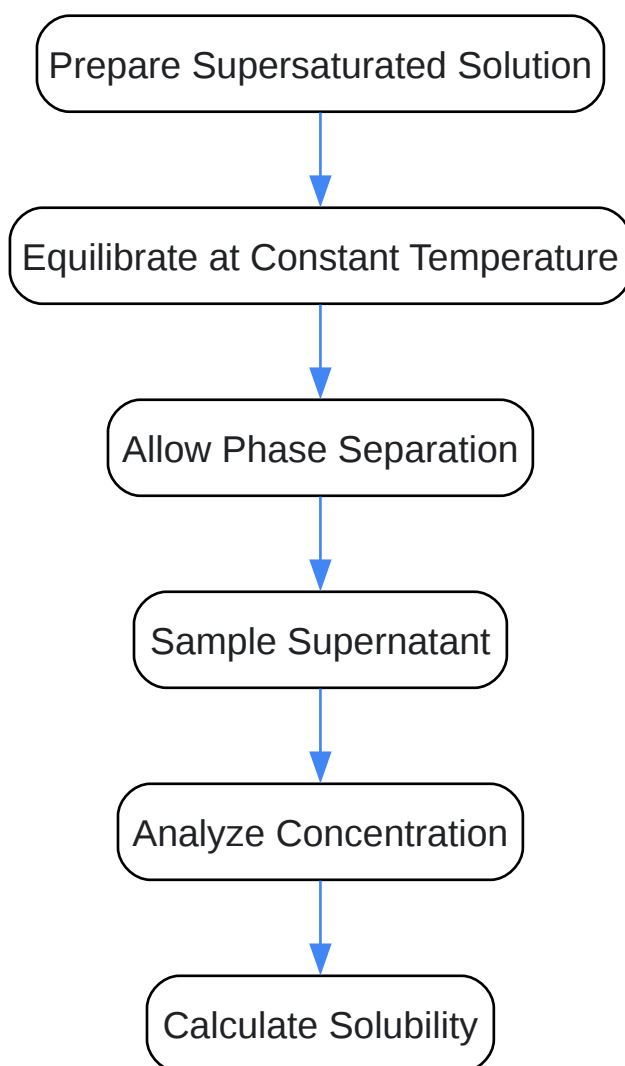 Prepare Supersaturated Solution
Equilibrate at Constant Temperature
Allow Phase Separation
Sample Supernatant
Analyze Concentration
Calculate Solubility